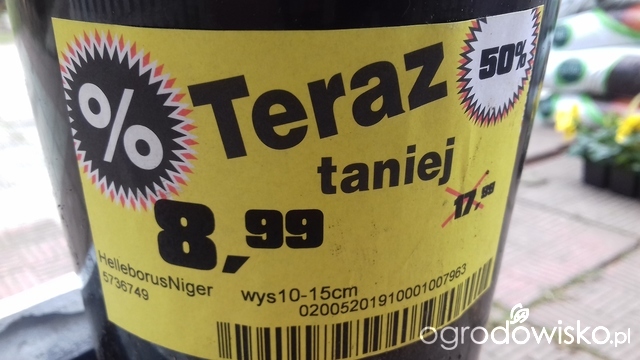 %
Teraz
50%
taniej
8,99
17,99
HelleborusNiger
5736749
wys10-15cm
02005201910001007963
ogrodowisko.pl